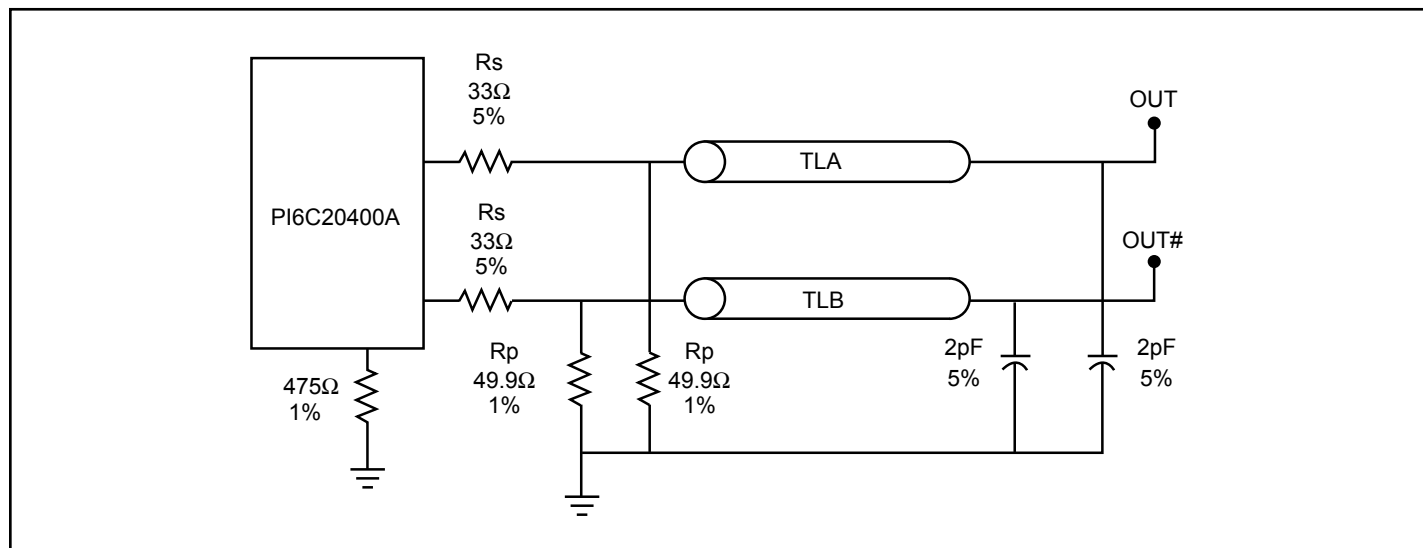 Rs
33Ω
5%
OUT
TLA
PI6C20400A
Rs
33Ω
5%
OUT#
TLB
Rp
49.9Ω
1%
Rp
49.9Ω
1%
2pF
5%
2pF
5%
475Ω
1%